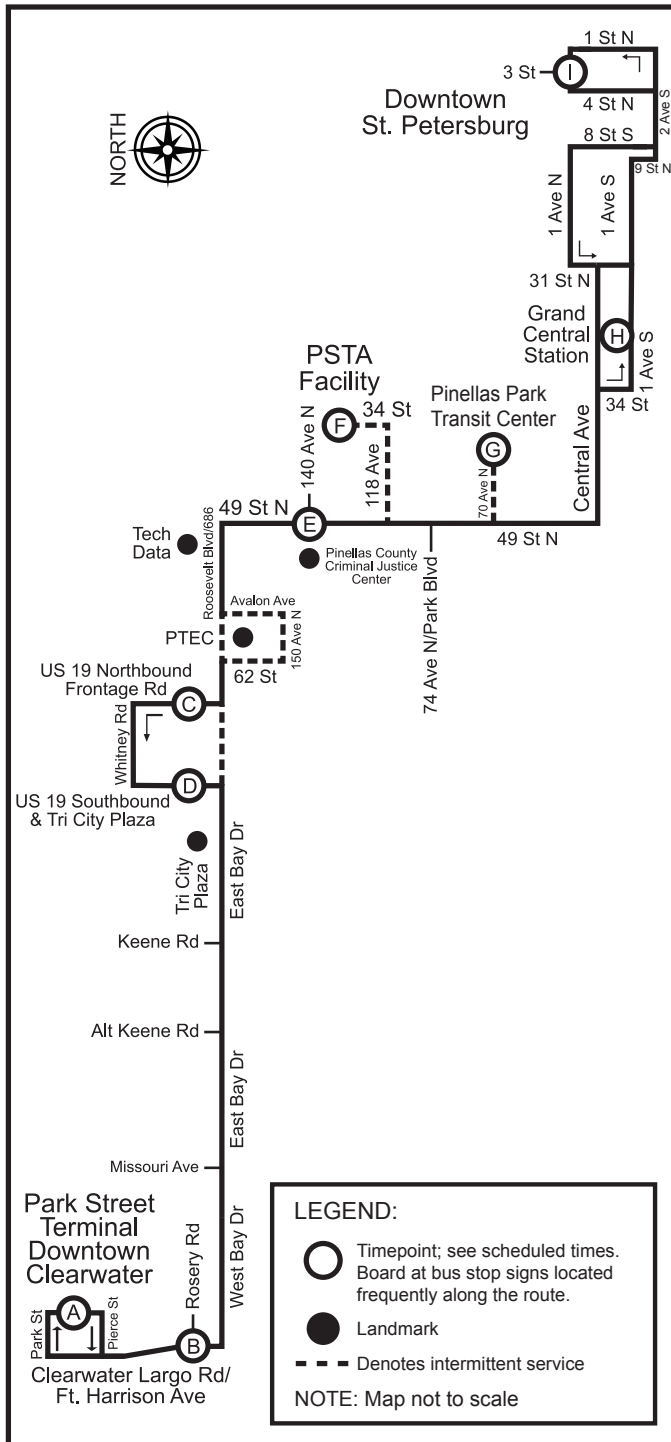 1 St N
3 St
I
4 St N
2 Ave S
Downtown
St. Petersburg
NORTH
8 St S
9 St N
1 Ave N
1 Ave S
31 St N
Grand
Central
Station
H
1 Ave S
34 St
PSTA
Facility
F
34 St
Pinellas Park
Transit Center
G
140 Ave N
118 Ave
70 Ave N
Central Ave
49 St N
E
49 St N
Tech
Data
Roosevelt Blvd/686
Pinellas County
Criminal Justice
Center
74 Ave N/Park Blvd
Avalon Ave
PTEC
150 Ave N
62 St
US 19 Northbound
Frontage Rd
C
Whitney Rd
D
US 19 Southbound
& Tri City Plaza
Tri City
Plaza
East Bay Dr
Keene Rd
Alt Keene Rd
East Bay Dr
Missouri Ave
West Bay Dr
Park Street
Terminal
Downtown
Clearwater
Rosery Rd
A
Park St
Pierce St
B
Clearwater Largo Rd/
Ft. Harrison Ave
LEGEND:
Timepoint; see scheduled times.
Board at bus stop signs located
frequently along the route.
Landmark
Denotes intermittent service
NOTE: Map not to scale